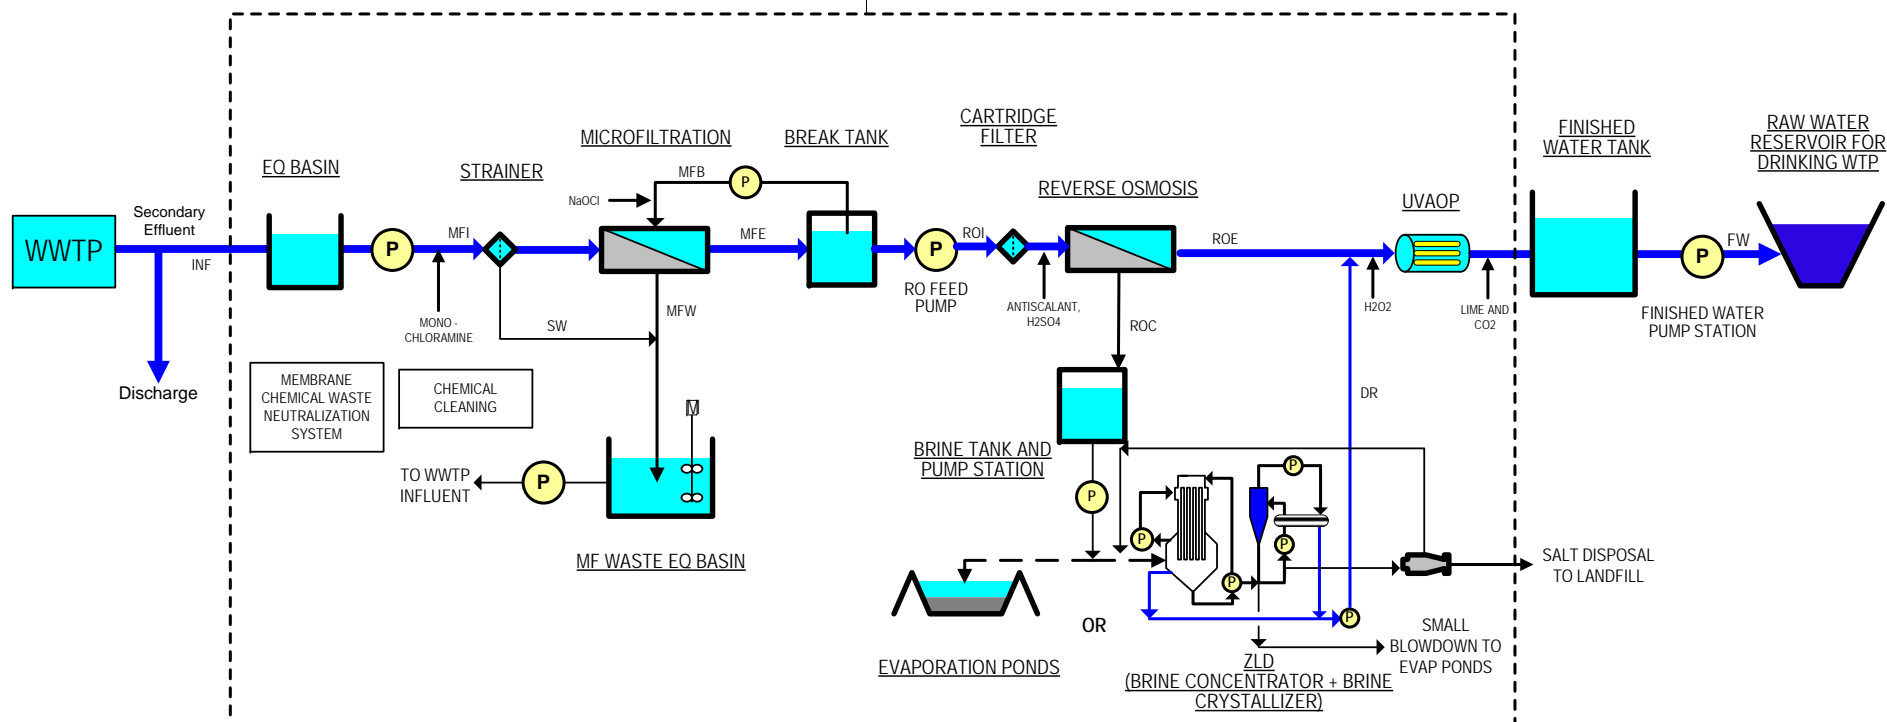 WWTP
Secondary
Effluent
INF
Discharge
EQ BASIN
P
MFI
MONO -
CHLORAMINE
STRAINER
SW
MICROFILTRATION
NaOCl
MFB
P
MFE
MFW
BREAK TANK
P
RO FEED
PUMP
ROI
CARTRIDGE
FILTER
ANTISCALANT,
H2SO4
REVERSE OSMOSIS
ROE
ROC
H2O2
UVAOP
LIME AND
CO2
FINISHED
WATER TANK
P
FINISHED WATER
PUMP STATION
FW
RAW WATER
RESERVOIR FOR
DRINKING WTP
MEMBRANE
CHEMICAL WASTE
NEUTRALIZATION
SYSTEM
CHEMICAL
CLEANING
TO WWTP
INFLUENT
P
M
MF WASTE EQ BASIN
BRINE TANK AND
PUMP STATION
P
DR
P
P
P
P
P
EVAPORATION PONDS
OR
ZLD
(BRINE CONCENTRATOR + BRINE
CRYSTALLIZER)
SMALL
BLOWDOWN TO
EVAP PONDS
SALT DISPOSAL
TO LANDFILL